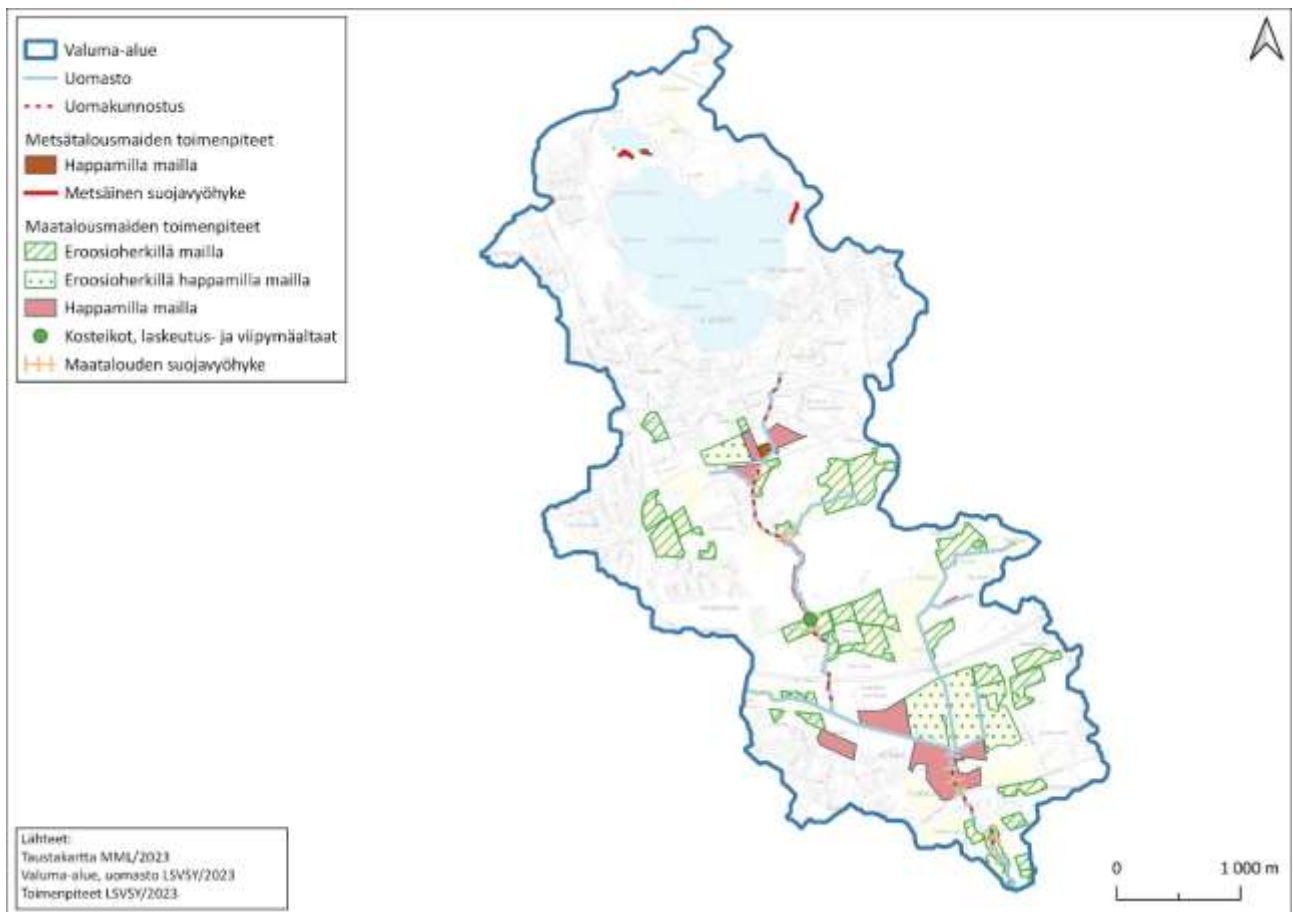 Valuma-alue
Uomasto
Uomakunnostus
Metsätalousmaiden toimenpiteet
Happamilla mailla
Metsäinen suojavyöhyke
Maatalousmaiden toimenpiteet
Eroosioherkillä mailla
Eroosioherkillä happamilla mailla
Happamilla mailla
Kosteikot, laskeutus- ja viipymäaltaat
Maatalouden suojavyöhyke
Lähteet:
Taustakartta MML/2023
Valuma-alue, uomasto LSVSY/2023
Toimenpiteet LSVSY/2023
0 1 000 m